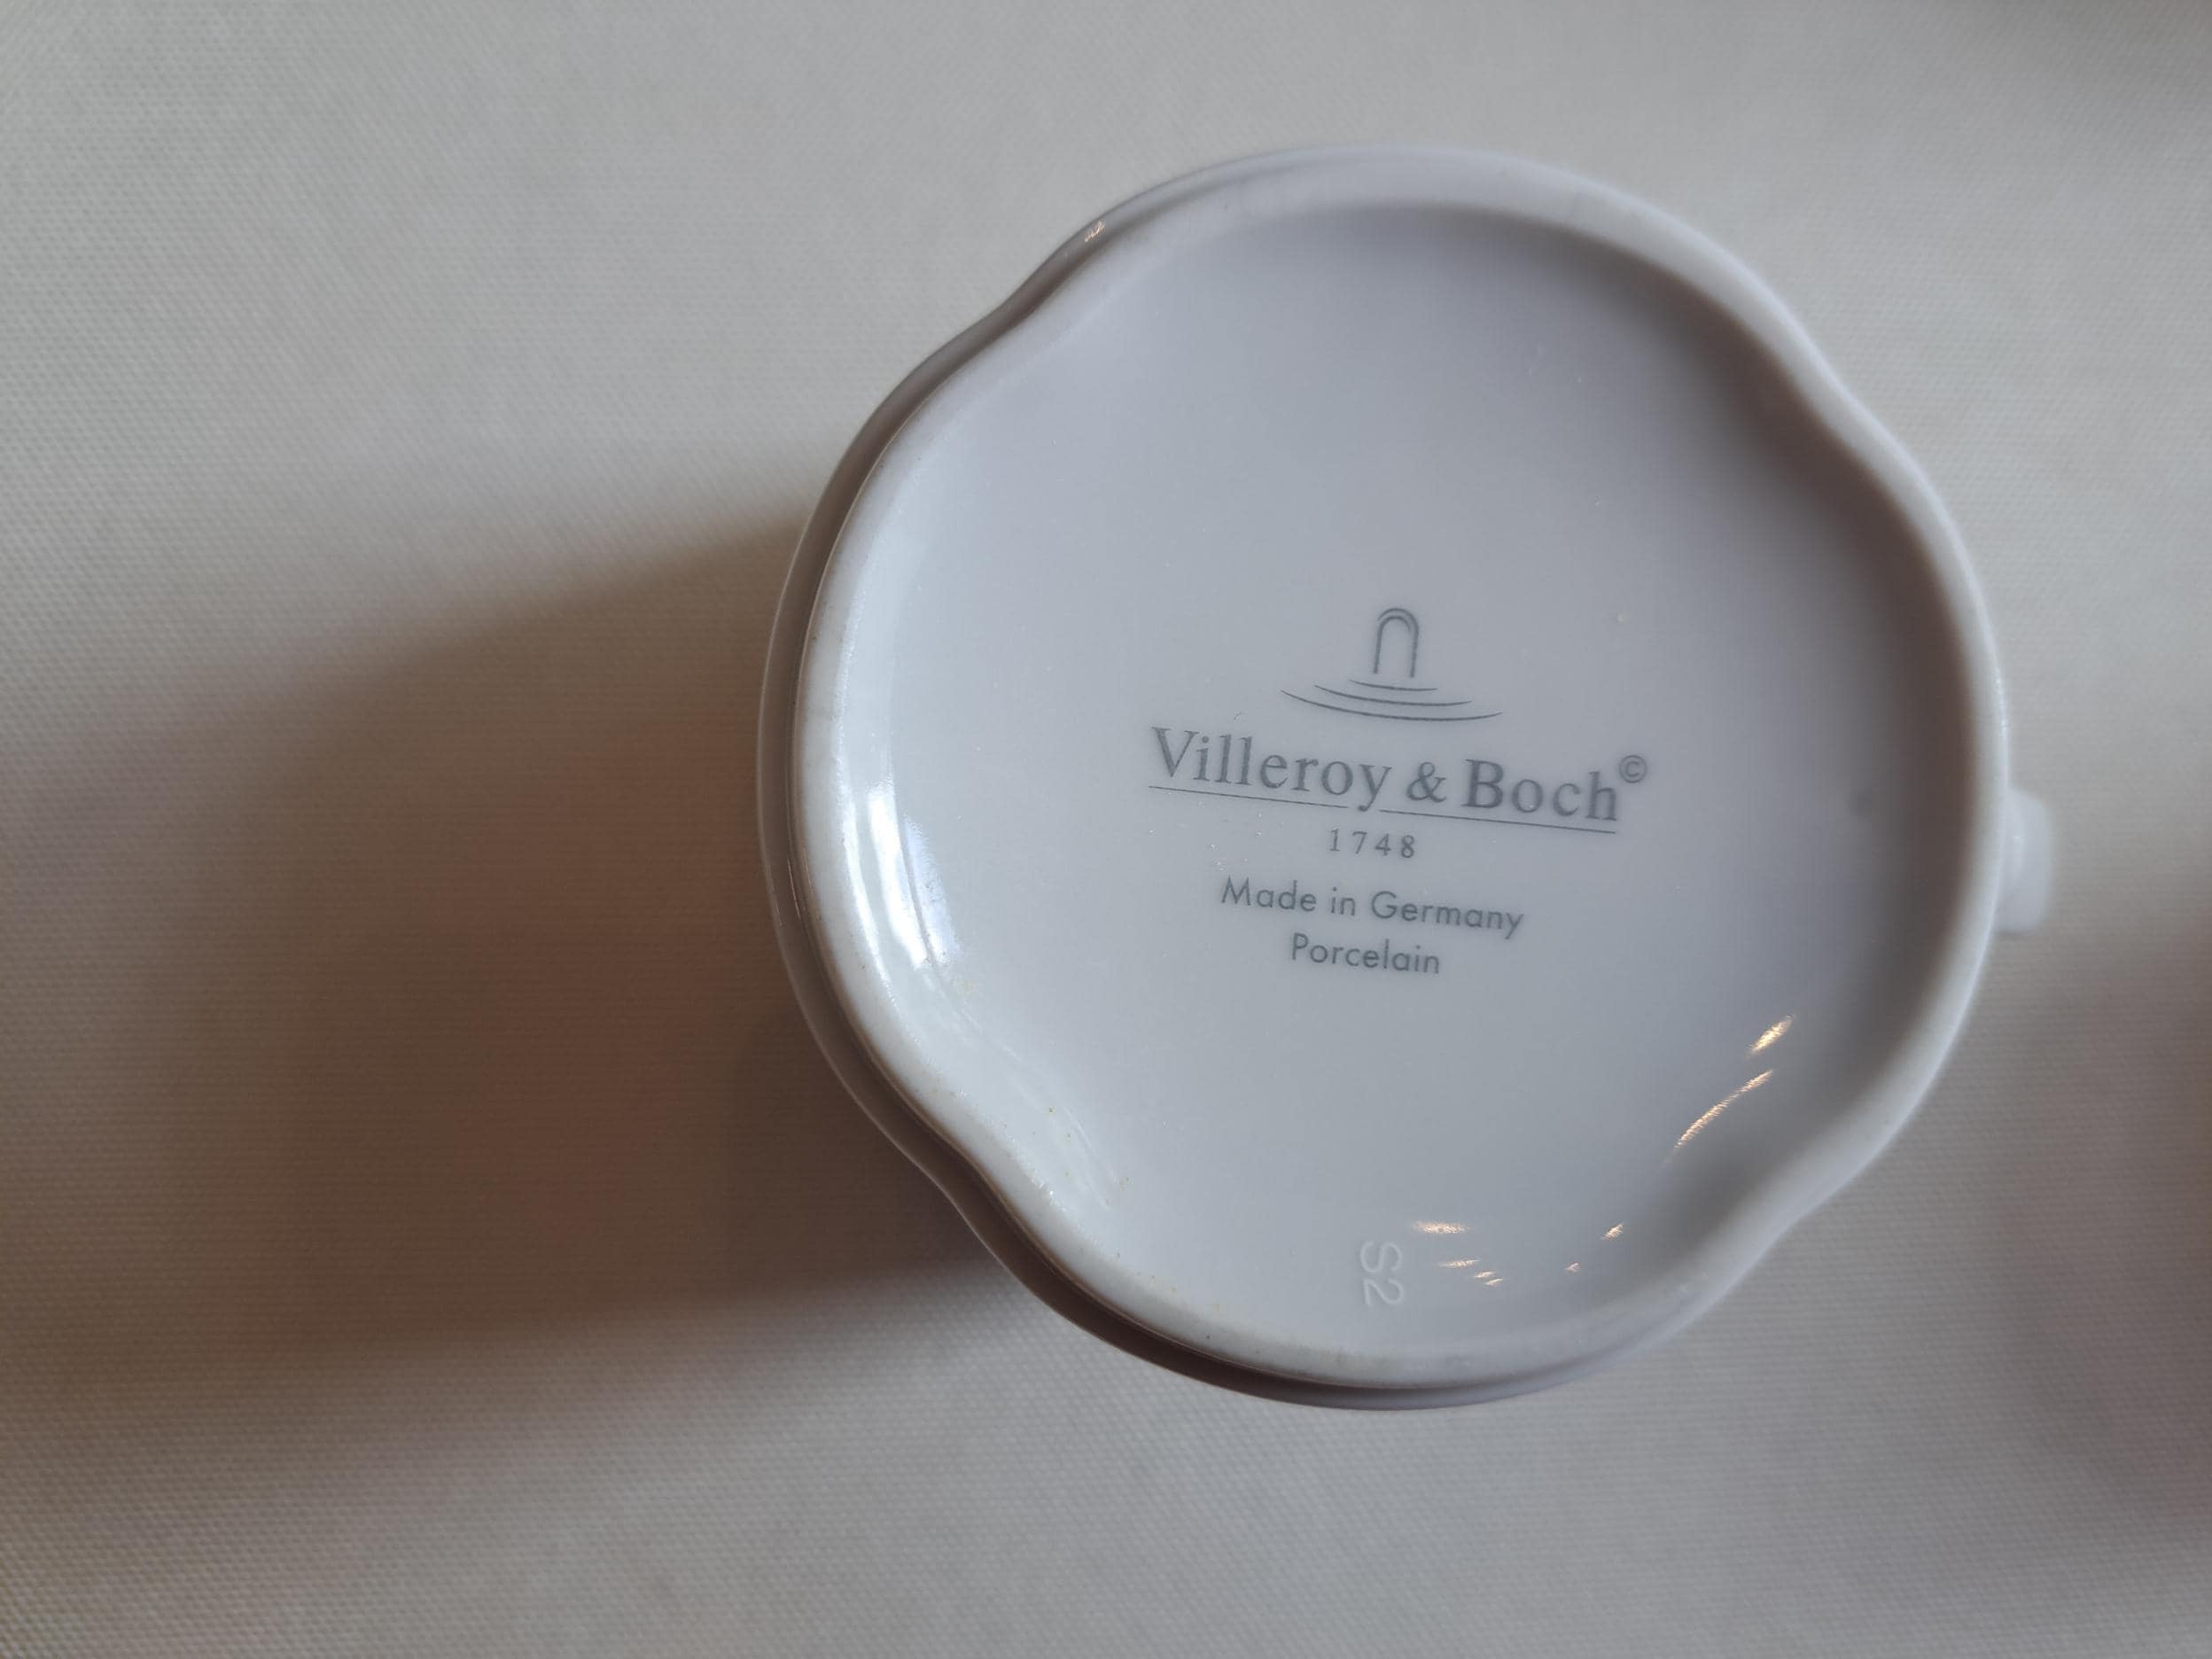 Villeroy & Boch©
1748
Made in Germany
Porcelain
S2